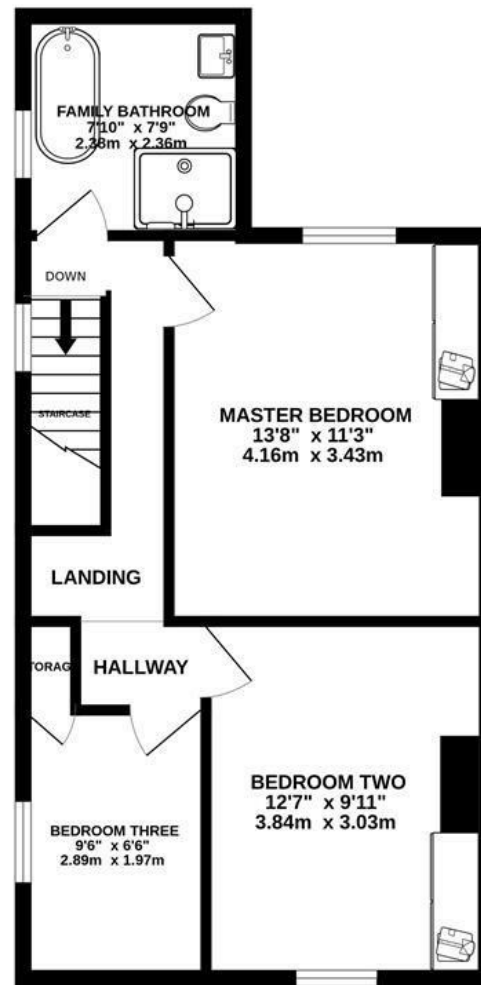 FAMILY BATHROOM
7'10" x 7'9"
2.38m x 2.36m
DOWN
STAIRCASE
MASTER BEDROOM
13'8" x 11'3"
4.16m x 3.43m
LANDING
TORAG
HALLWAY
BEDROOM TWO
12'7" x 9'11"
3.84m x 3.03m
BEDROOM THREE
9'6" x 6'6"
2.89m x 1.97m